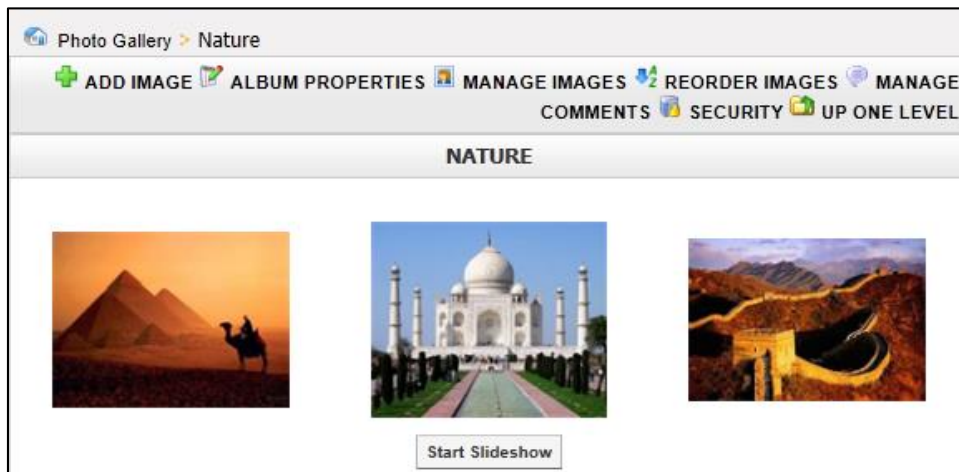 Photo Gallery > Nature
ADD IMAGE ALBUM PROPERTIES MANAGE IMAGES REORDER IMAGES MANAGE
COMMENTS SECURITY UP ONE LEVEL
NATURE
Start Slideshow